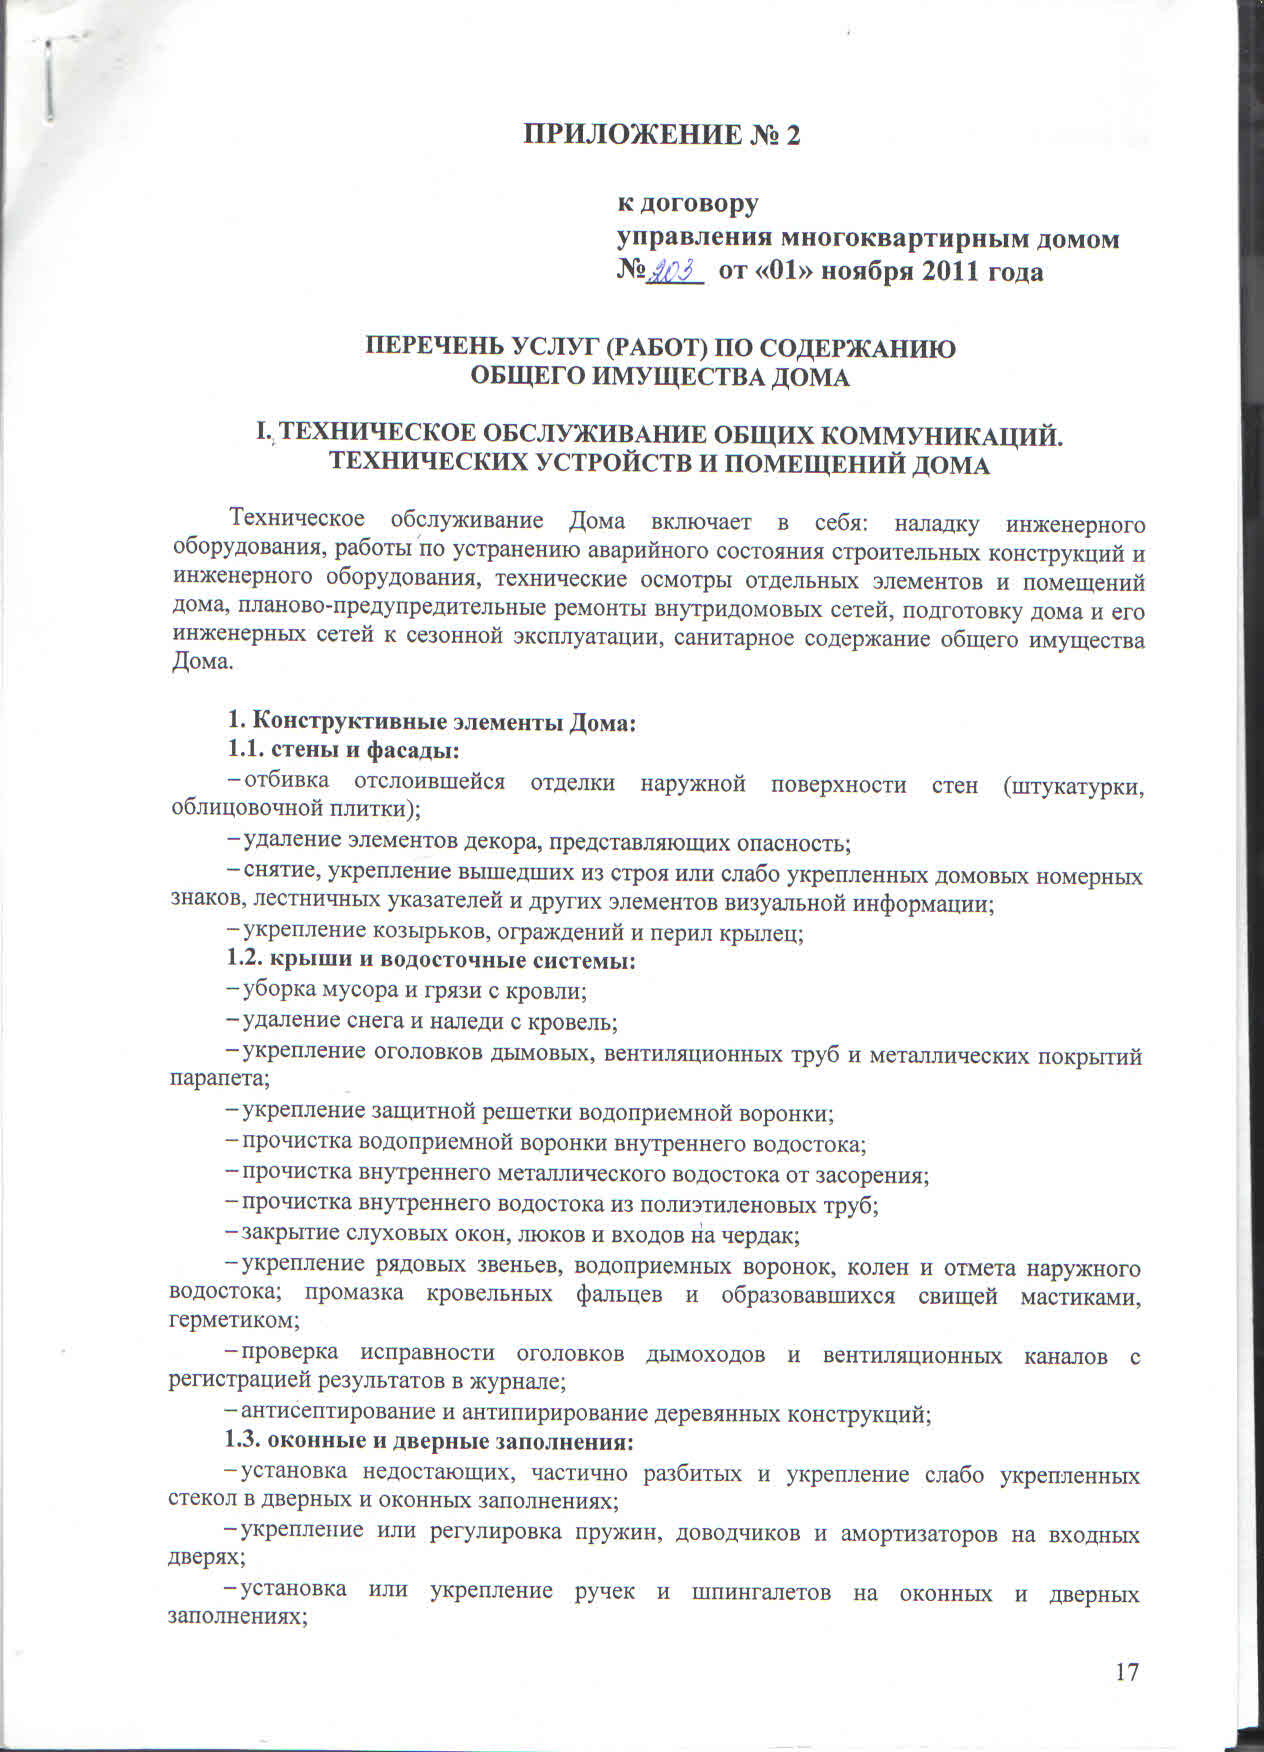 ПРИЛОЖЕНИЕ № 2
к договору
управления многоквартирным домом
№ 203 от «01» ноября 2011 года
ПЕРЕЧЕНЬ УСЛУГ (РАБОТ) ПО СОДЕРЖАНИЮ
ОБЩЕГО ИМУЩЕСТВА ДОМА
I. ТЕХНИЧЕСКОЕ ОБСЛУЖИВАНИЕ ОБЩИХ КОММУНИКАЦИЙ.
ТЕХНИЧЕСКИХ УСТРОЙСТВ И ПОМЕЩЕНИЙ ДОМА
Техническое обслуживание Дома включает в себя: наладку инженерного
оборудования, работы по устранению аварийного состояния строительных конструкций и
инженерного оборудования, технические осмотры отдельных элементов и помещений
дома, планово-предупредительные ремонты внутридомовых сетей, подготовку дома и его
инженерных сетей к сезонной эксплуатации, санитарное содержание общего имущества
Дома.
1. Конструктивные элементы Дома:
1.1. стены и фасады:
–отбивка отслоившейся отделки наружной поверхности стен (штукатурки,
облицовочной плитки);
–удаление элементов декора, представляющих опасность;
–снятие, укрепление вышедших из строя или слабо укрепленных домовых номерных
знаков, лестничных указателей и других элементов визуальной информации;
–укрепление козырьков, ограждений и перил крылец;
1.2. крыши и водосточные системы:
–уборка мусора и грязи с кровли;
–удаление снега и наледи с кровель;
–укрепление оголовков дымовых, вентиляционных труб и металлических покрытий
парапета;
–укрепление защитной решетки водоприемной воронки;
–прочистка водоприемной воронки внутреннего водостока;
–прочистка внутреннего металлического водостока от засорения;
–прочистка внутреннего водостока из полиэтиленовых труб;
–закрытие слуховых окон, люков и входов на чердак;
–укрепление рядовых звеньев, водоприемных воронок, колен и отмета наружного
водостока; промазка кровельных фальцев и образовавшихся свищей мастиками,
герметиком;
–проверка исправности оголовков дымоходов и вентиляционных каналов с
регистрацией результатов в журнале;
–антисептирование и антипирирование деревянных конструкций;
1.3. оконные и дверные заполнения:
–установка недостающих, частично разбитых и укрепление слабо укрепленных
стекол в дверных и оконных заполнениях;
–укрепление или регулировка пружин, доводчиков и амортизаторов на входных
дверях;
–установка или укрепление ручек и шпингалетов на оконных и дверных
заполнениях;
17